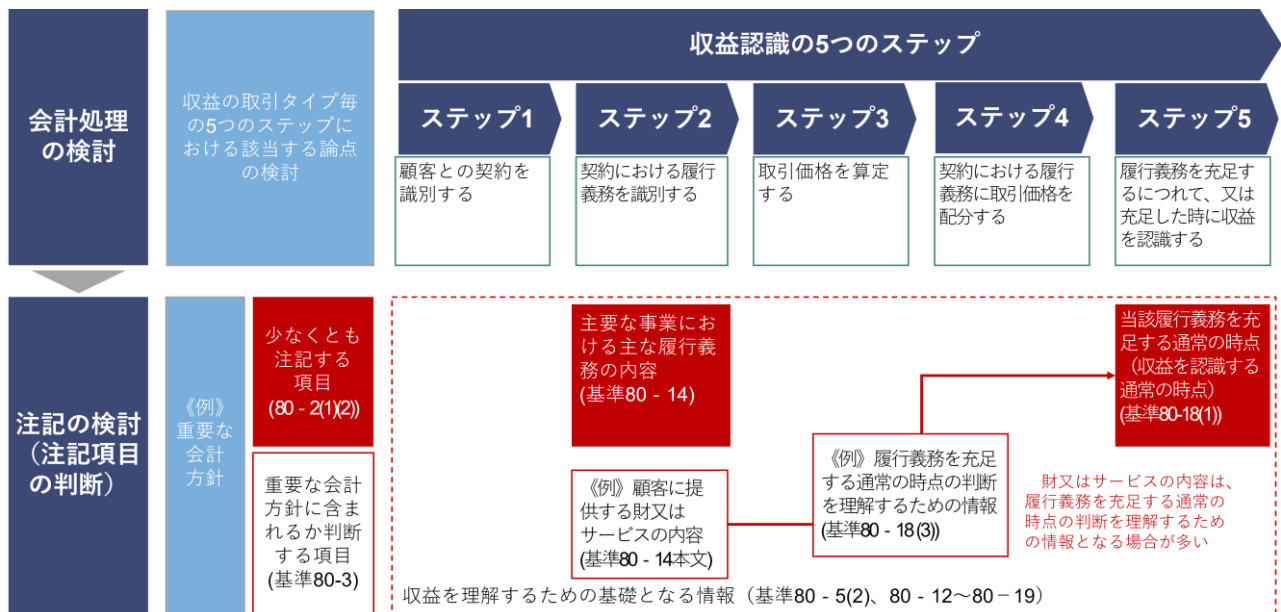 会計処理
の検討
収益の取引タイプ毎
の5つのステップに
おける該当する論点
の検討
収益認識の5つのステップ
ステップ1
ステップ2
ステップ3
ステップ4
ステップ5
顧客との契約を
識別する
契約における履行
義務を識別する
取引価格を算定
する
契約における履行
義務に取引価格を
配分する
履行義務を充足
するにつれて、又は
充足した時に収益
を認識する
注記の検討
(注記項目
の判断)
《例》
重要な
会計
方針
少なくとも
注記する
項目
(80 - 2(1)(2))
重要な会計
方針に含ま
れるか判断
する項目
(基準80-3)
主要な事業にお
ける主な履行義
務の内容
(基準80 - 14)
《例》顧客に提
供する財又は
サービスの内容
(基準80 - 14本文)
《例》履行義務を充足
する通常の時点の判断
を理解するための情報
(基準80 - 18(3))
当該履行義務を充
足する通常の時点
(収益を認識する
通常の時点)
(基準80-18(1))
財又はサービスの内容は、
履行義務を充足する通常の
時点の判断を理解するため
の情報となる場合が多い
収益を理解するための基礎となる情報(基準80 - 5(2)、80 - 12～80－19)